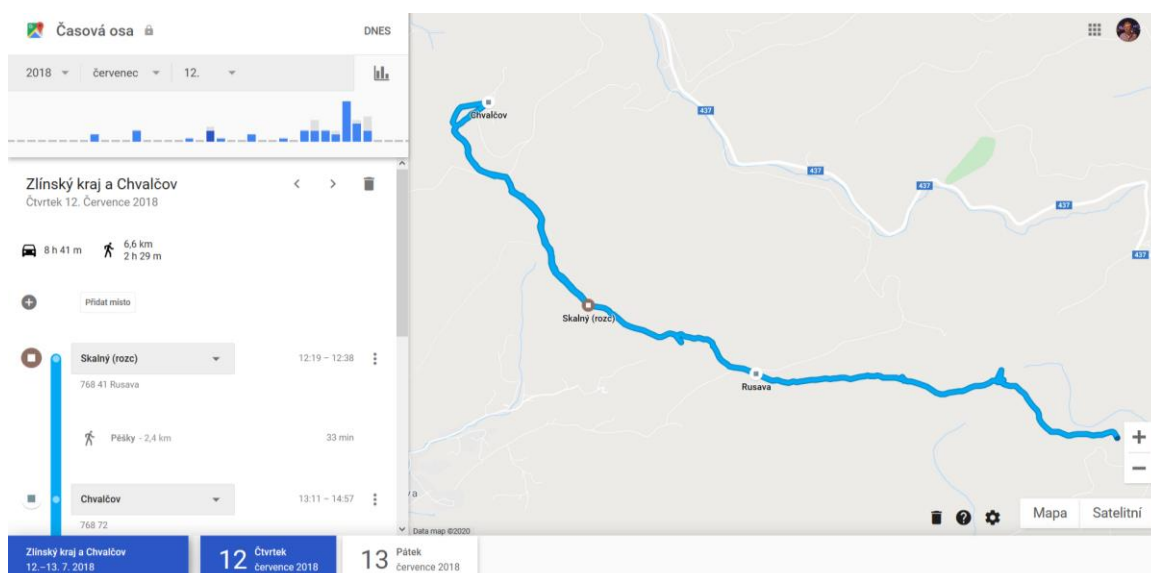 Časová osa
DNES
2018
červenec
12.
Zlínský kraj a Chvalčov
Čtvrtek 12. Července 2018
8 h 41 m
6,6 km
2 h 29 m
Přidat místo
Skalný (rozc)
12:19 – 12:38
768 41 Rusava
Pěšky - 2,4 km
33 min
Chvalčov
13:11 – 14:57
768 72
Zlínský kraj a Chvalčov
12.–13. 7. 2018
12
Čtvrtek
července 2018
13
Pátek
července 2018
Chvalčov
437
437
437
437
437
Skalný (rozc)
Rusava
Data map ©2020
Mapa
Satelitní